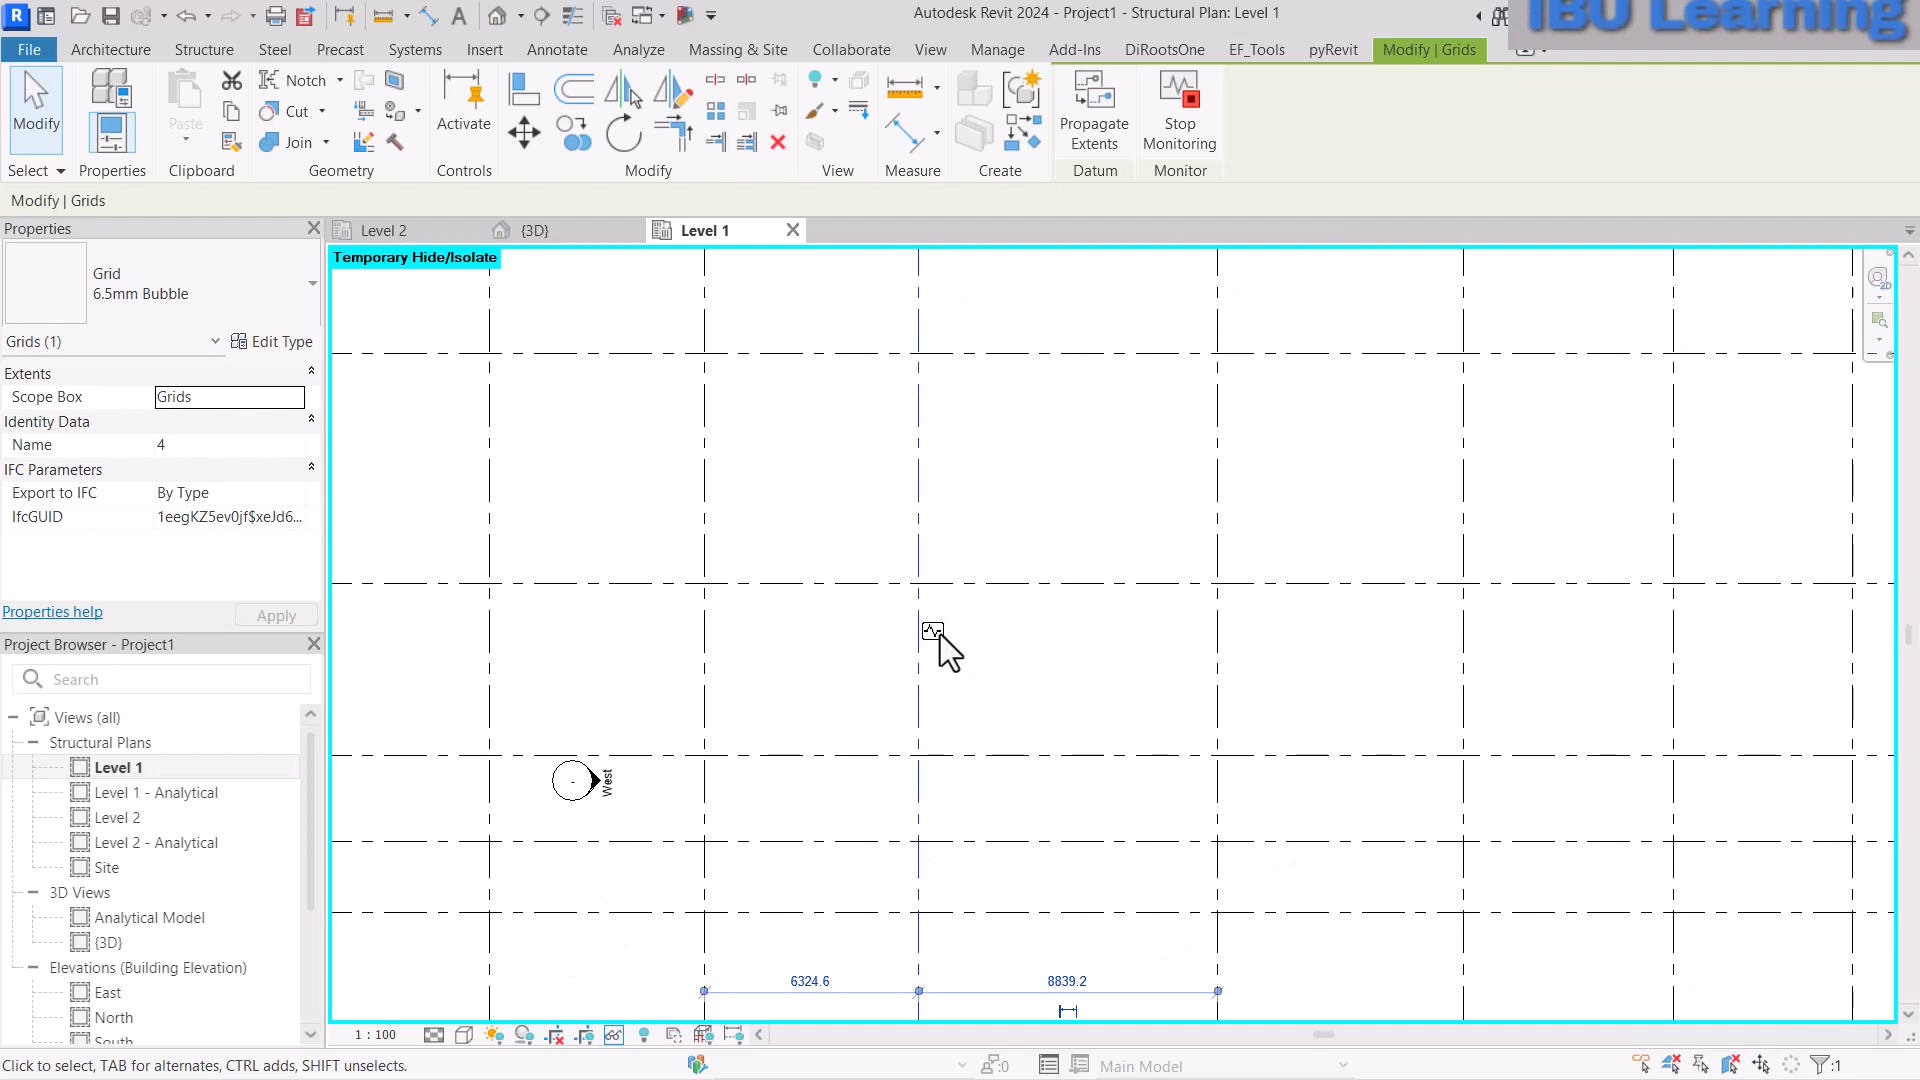 Autodesk Revit 2024 - Project1 - Structural Plan: Level 1
IBU Learning
File Architecture Structure Steel Precast Systems Insert Annotate Analyze Massing & Site Collaborate View Manage Add-Ins DiRootsOne EF_Tools pyRevit Modify | Grids
Modify Paste Notch Cut Join Activate Propagate Extents Stop Monitoring
Select Properties Clipboard Geometry Controls Modify View Measure Create Datum Monitor
Modify | Grids
Properties
Level 2 {3D} Level 1
Temporary Hide/Isolate
Grid
6.5mm Bubble
Grids (1) Edit Type
Extents
Scope Box Grids
Identity Data
Name 4
IFC Parameters
Export to IFC By Type
IfcGUID 1eegKZ5ev0jf$xeJd6...
Properties help Apply
Project Browser - Project1
Search
Views (all)
Structural Plans
Level 1
Level 1 - Analytical
Level 2
Level 2 - Analytical
Site
3D Views
Analytical Model
{3D}
Elevations (Building Elevation)
East
North
South
West
6324.6 8839.2
2D
1 : 100
Click to select, TAB for alternates, CTRL adds, SHIFT unselects.
:0 Main Model :1